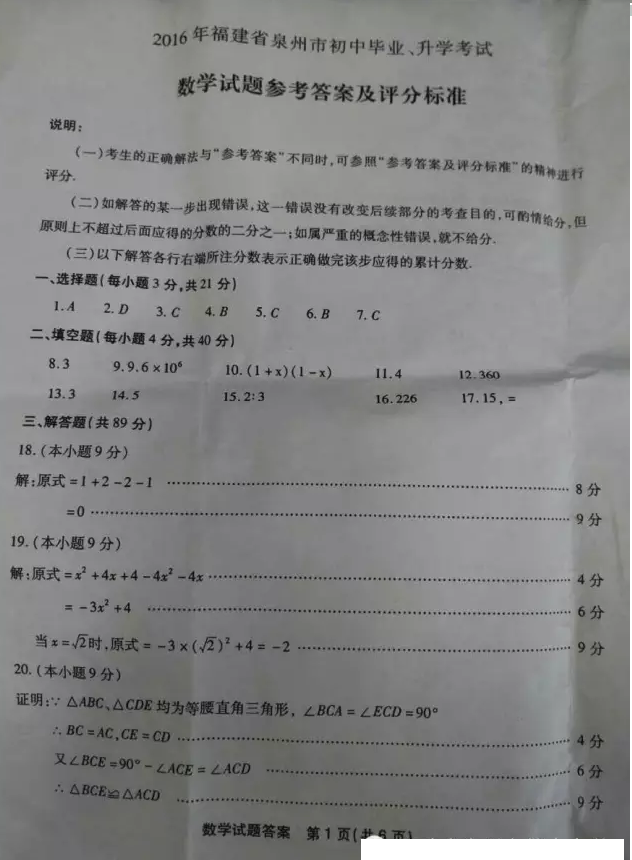 2016年福建省泉州市初中毕业、升学考试
数学试题参考答案及评分标准
说明：
(一)考生的正确解法与“参考答案”不同时，可参照“参考答案及评分标准”的精神进行
评分.
(二)如解答的某一步出现错误，这一错误没有改变后续部分的考查目的，可酌情给分，但
原则上不超过后面应得的分数的二分之一；如属严重的概念性错误，就不给分.
(三)以下解答各行右端所注分数表示正确做完该步应得的累计分数.
一、选择题(每小题3分，共21分)
1.A 2.D 3.C 4.B 5.C 6.B 7.C
二、填空题(每小题4分，共40分)
8.3 9.9.6×10⁶ 10.(1+x)(1-x) 11.4 12.360
13.3 14.5 15.2:3 16.226 17.15，=
三、解答题(共89分)
18.(本小题9分)
解：原式=1+2-2-1 …… 8分
=0 …… 9分
19.(本小题9分)
解：原式=x²+4x+4-4x²-4x …… 4分
=-3x²+4 …… 6分
当x=√2时，原式=-3×(√2)²+4=-2 …… 9分
20.(本小题9分)
证明：∵△ABC、△CDE均为等腰直角三角形，∠BCA=∠ECD=90°
∴BC=AC，CE=CD …… 4分
又∠BCE=90°-∠ACE=∠ACD …… 6分
∴△BCE≌△ACD …… 9分
数学试题答案 第1页(共6页)